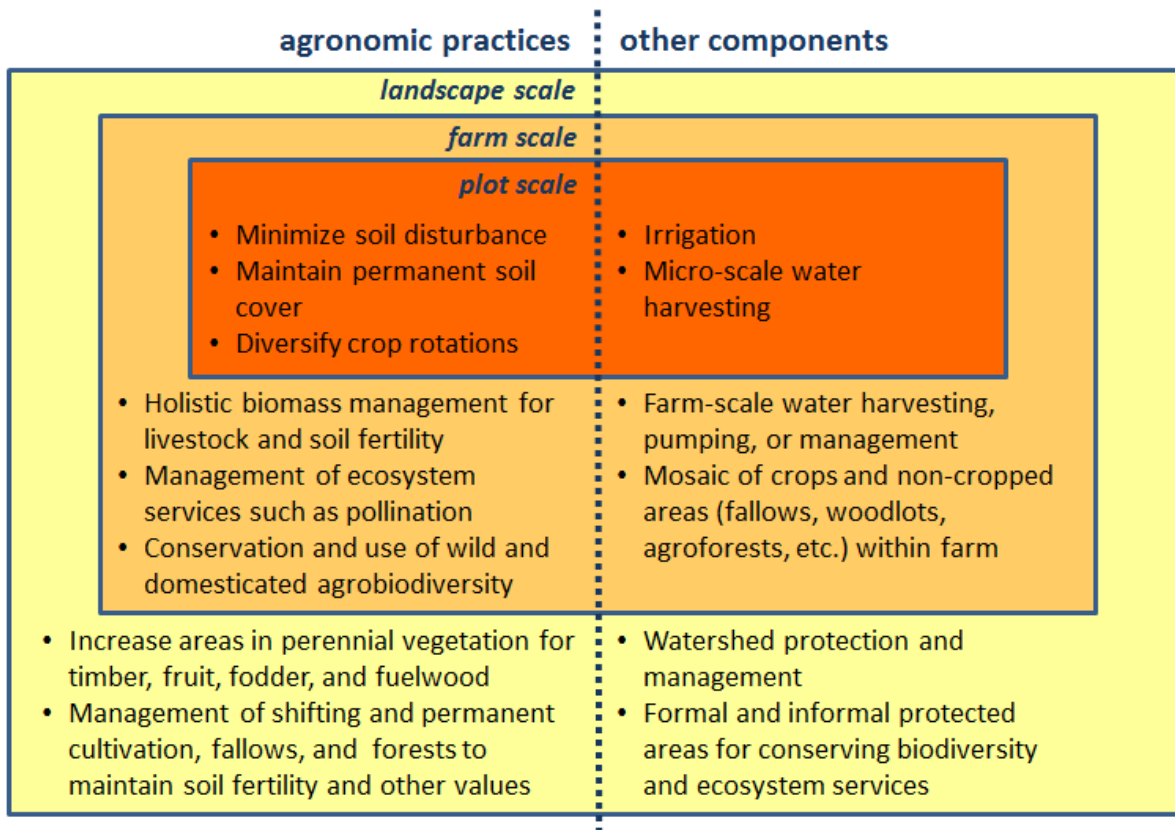 agronomic practices
other components
landscape scale
farm scale
plot scale
• Minimize soil disturbance
• Maintain permanent soil
cover
• Diversify crop rotations
• Irrigation
• Micro-scale water
harvesting
• Holistic biomass management for
livestock and soil fertility
• Management of ecosystem
services such as pollination
• Conservation and use of wild and
domesticated agrobiodiversity
• Farm-scale water harvesting,
pumping, or management
• Mosaic of crops and non-cropped
areas (fallows, woodlots,
agroforests, etc.) within farm
• Increase areas in perennial vegetation for
timber, fruit, fodder, and fuelwood
• Management of shifting and permanent
cultivation, fallows, and forests to
maintain soil fertility and other values
• Watershed protection and
management
• Formal and informal protected
areas for conserving biodiversity
and ecosystem services